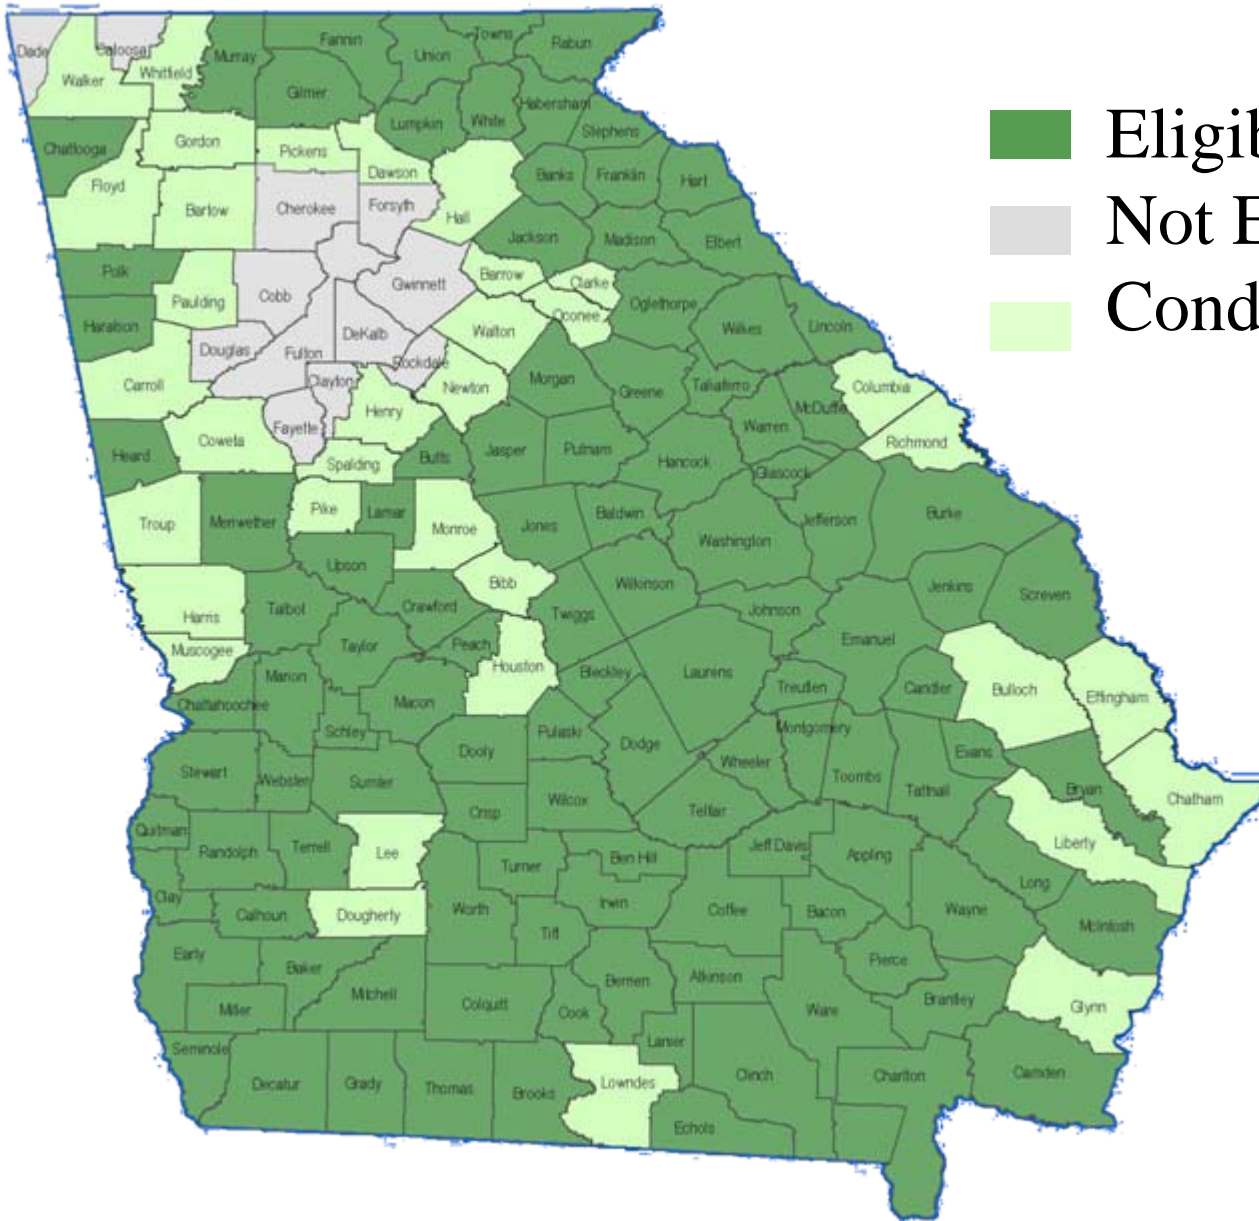 Eligib
Not E
Cond
Dade
Catoosa
Walker
Whitfield
Murray
Fannin
Union
Towns
Rabun
Gilmer
Lumpkin
White
Habersham
Stephens
Chattooga
Gordon
Pickens
Dawson
Banks
Franklin
Hart
Floyd
Bartow
Cherokee
Forsyth
Hall
Jackson
Madison
Elbert
Polk
Paulding
Cobb
Gwinnett
Barrow
Clarke
Oconee
Oglethorpe
Wilkes
Lincoln
Haralson
Douglas
Fulton
DeKalb
Rockdale
Walton
Morgan
Greene
Taliaferro
McDuffie
Columbia
Carroll
Clayton
Henry
Newton
Warren
Richmond
Heard
Coweta
Fayette
Spalding
Butts
Jasper
Putnam
Hancock
Glascock
Troup
Meriwether
Pike
Lamar
Monroe
Jones
Baldwin
Washington
Jefferson
Burke
Upson
Bibb
Wilkinson
Jenkins
Screven
Harris
Talbot
Crawford
Twiggs
Johnson
Emanuel
Muscogee
Taylor
Peach
Houston
Bleckley
Laurens
Treutlen
Candler
Bulloch
Effingham
Chattahoochee
Marion
Macon
Schley
Dooly
Pulaski
Dodge
Montgomery
Wheeler
Toombs
Tattnall
Evans
Bryan
Chatham
Stewart
Webster
Sumter
Crisp
Wilcox
Telfair
Liberty
Quitman
Randolph
Terrell
Lee
Turner
Ben Hill
Jeff Davis
Appling
Long
Clay
Calhoun
Dougherty
Worth
Tift
Irwin
Coffee
Bacon
Wayne
McIntosh
Early
Baker
Mitchell
Miller
Colquitt
Cook
Berrien
Atkinson
Pierce
Ware
Brantley
Glynn
Seminole
Decatur
Grady
Thomas
Brooks
Lowndes
Lanier
Clinch
Echols
Charlton
Camden